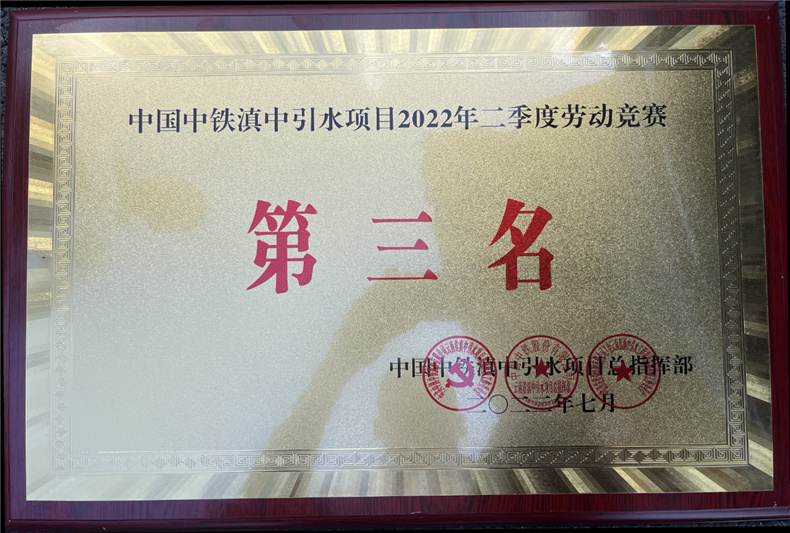 中国中铁滇中引水项目2022年二季度劳动竞赛
第三名
中国中铁滇中引水项目总指挥部
二〇二二年七月